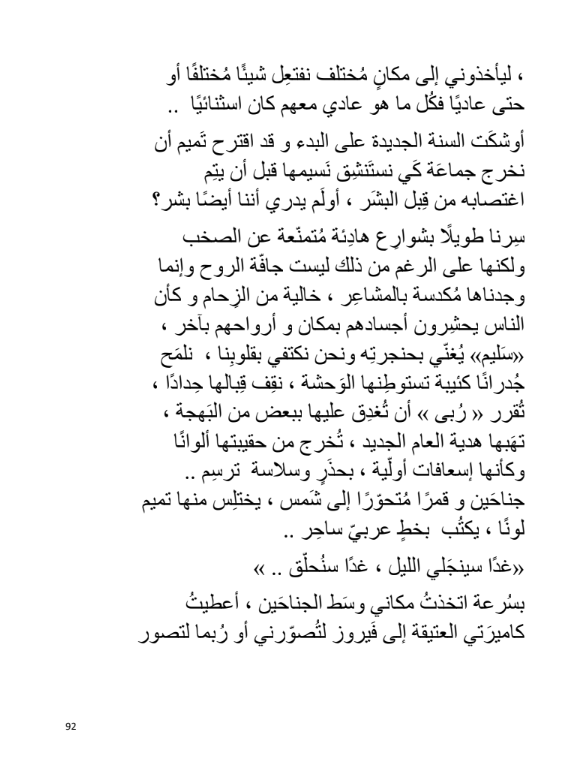 ، ليأخذوني إلى مكانٍ مُختلف نفتعِل شيئًا مُختلفًا أو
حتى عاديًا فكُل ما هو عادي معهم كان اسثنائيًا ..
أوشكَت السنة الجديدة على البدء و قد اقترح تَميم أن
نخرج جماعَة كَي نستَنشِق نَسيمها قبل أن يتِم
اغتصابه من قِبل البشَر ، أولَم يدري أننا أيضًا بشر؟
سِرنا طويلًا بشوارِع هادِئة مُتمنّعة عن الصخب
ولكنها على الرغم من ذلك ليست جافّة الروح وإنما
وجدناها مُكدسة بالمشاعِر ، خالية من الزِحام و كأن
الناس يحشِرون أجسادهم بمكان و أرواحهم بآخر ،
«سَليم» يُغنّي بحنجرتِه ونحن نكتفي بقلوبِنا ، نلمَح
جُدرانًا كئيبة تستوطِنها الوَحشة ، نقِف قِبالها حِدادًا ،
تُقرر « رُبى » أن تُغدِق عليها ببعض من البَهجة ،
تهَبها هدية العام الجديد ، تُخرج من حقيبتها ألوانًا
وكأنها إسعافات أولّية ، بحذَرٍ وسلاسة ترسِم ..
جناحَين و قمرًا مُتحوّرًا إلى شَمس ، يختلِس منها تميم
لونًا ، يكتُب بخطٍ عربيّ ساحِر ..
«غدًا سينجَلي الليل ، غدًا سنُحلّق .. »
بسُرعة اتخذتُ مكاني وسَط الجناحَين ، أعطيتُ
كاميرَتي العتيقة إلى فَيروز لتُصوّرني أو رُبما لتصور
92